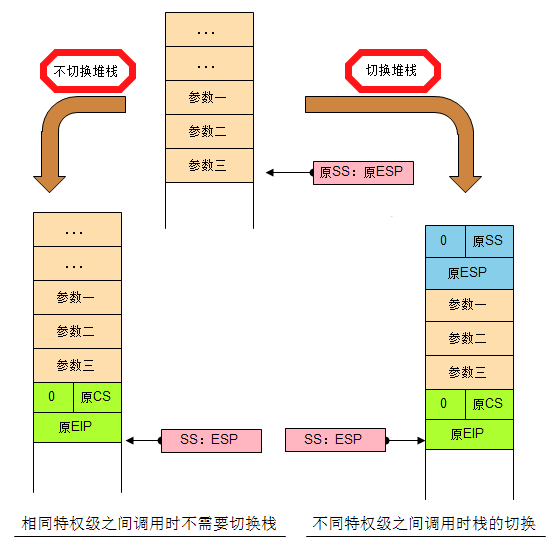 ...
不切换堆栈
...
切换堆栈
参数一
参数二
参数三
原SS：原ESP
...
...
参数一
参数二
参数三
0 原CS
原EIP
SS：ESP
0 原SS
原ESP
参数一
参数二
参数三
0 原CS
原EIP
SS：ESP
相同特权级之间调用时不需要切换栈
不同特权级之间调用时栈的切换